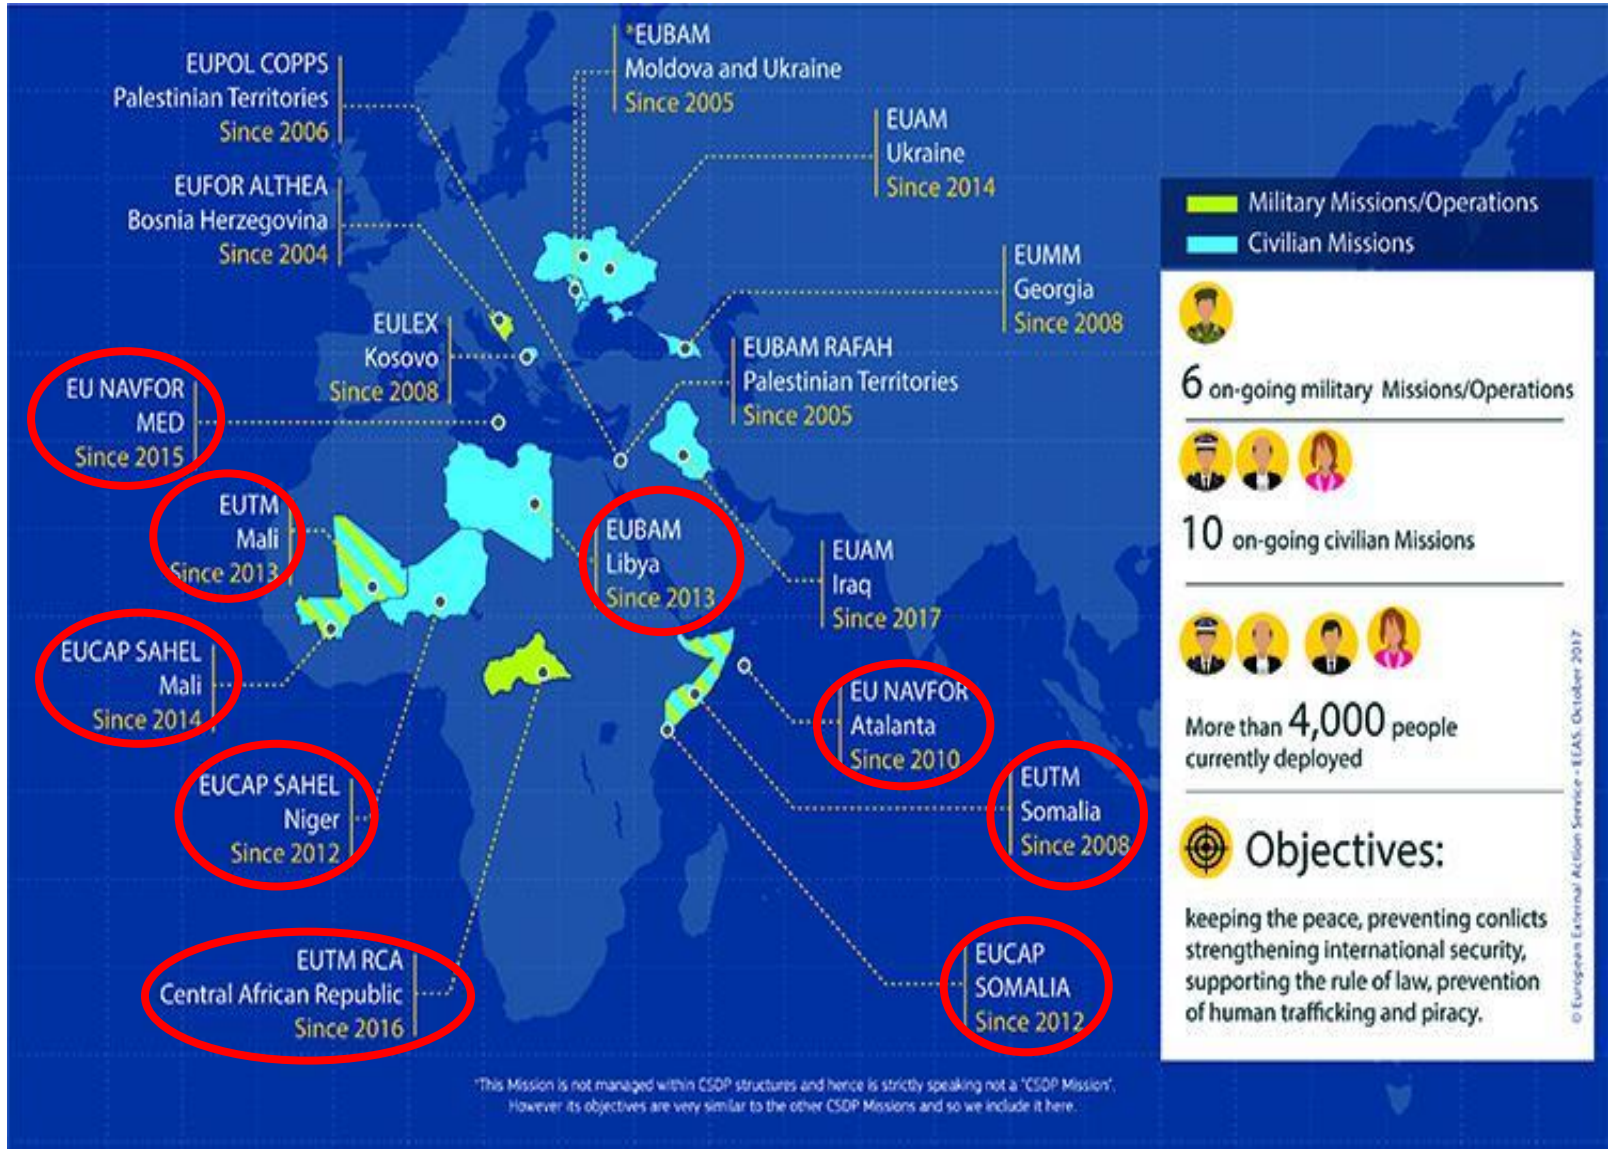 *EUBAM
Moldova and Ukraine
Since 2005
EUPOL COPPS
Palestinian Territories
Since 2006
EUAM
Ukraine
Since 2014
EUFOR ALTHEA
Bosnia Herzegovina
Since 2004
EUMM
Georgia
Since 2008
EULEX
Kosovo
Since 2008
EUBAM RAFAH
Palestinian Territories
Since 2005
EU NAVFOR
MED
Since 2015
EUTM
Mali
Since 2013
EUBAM
Libya
Since 2013
EUAM
Iraq
Since 2017
EUCAP SAHEL
Mali
Since 2014
EU NAVFOR
Atalanta
Since 2010
EUCAP SAHEL
Niger
Since 2012
EUTM
Somalia
Since 2008
EUTM RCA
Central African Republic
Since 2016
EUCAP
SOMALIA
Since 2012
*This Mission is not managed within CSDP structures and hence is strictly speaking not a "CSDP Mission".
However its objectives are very similar to the other CSDP Missions and so we include it here.
Military Missions/Operations
Civilian Missions
6 on-going military Missions/Operations
10 on-going civilian Missions
More than 4,000 people
currently deployed
Objectives:
keeping the peace, preventing conlicts
strengthening international security,
supporting the rule of law, prevention
of human trafficking and piracy.
© European External Action Service - EEAS, October 2017